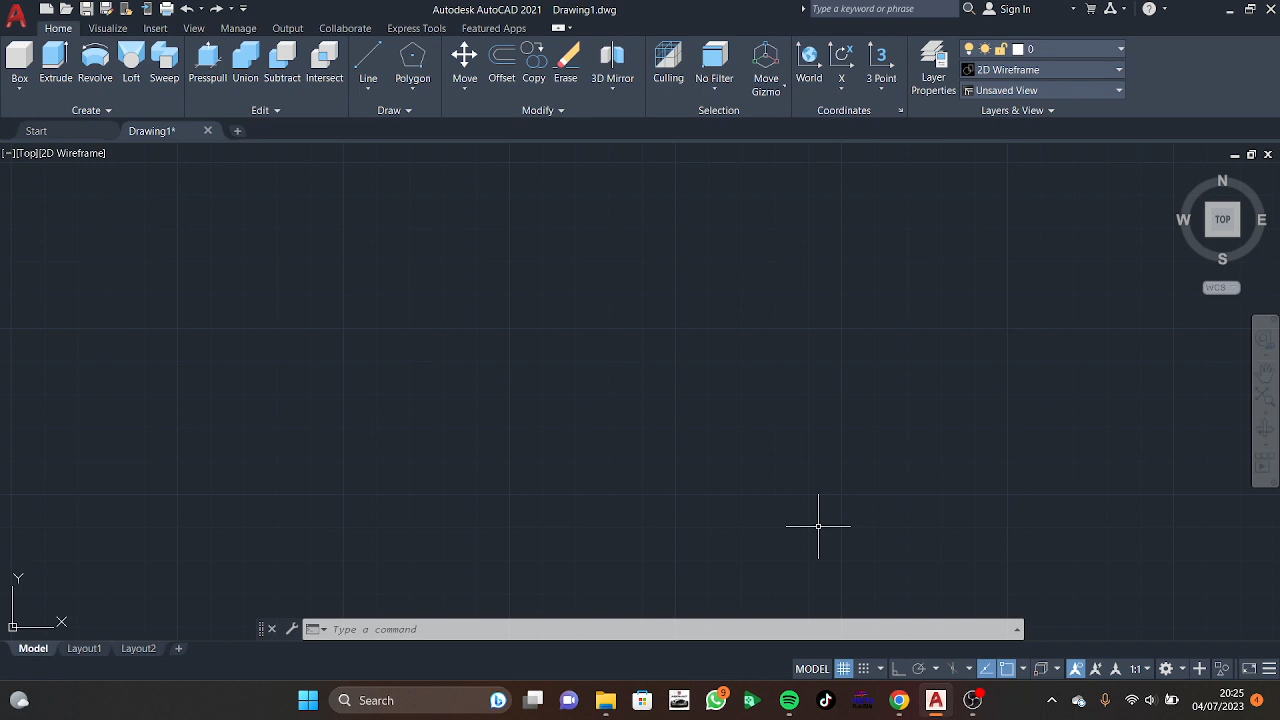 Autodesk AutoCAD 2021 Drawing1.dwg
Type a keyword or phrase
Sign In
Home Visualize Insert View Manage Output Collaborate Express Tools Featured Apps
Box Extrude Revolve Loft Sweep
Presspull Union Subtract Intersect
Line Polygon
Move Offset Copy Erase 3D Mirror
Culling No Filter Move Gizmo
World X 3 Point
Layer Properties
0
2D Wireframe
Unsaved View
Create Edit Draw Modify Selection Coordinates Layers & View
Start Drawing1*
[−][Top][2D Wireframe]
N
W TOP E
S
WCS
Y
X
Type a command
Model Layout1 Layout2
MODEL 1:1
Search
9
20:25
04/07/2023
4